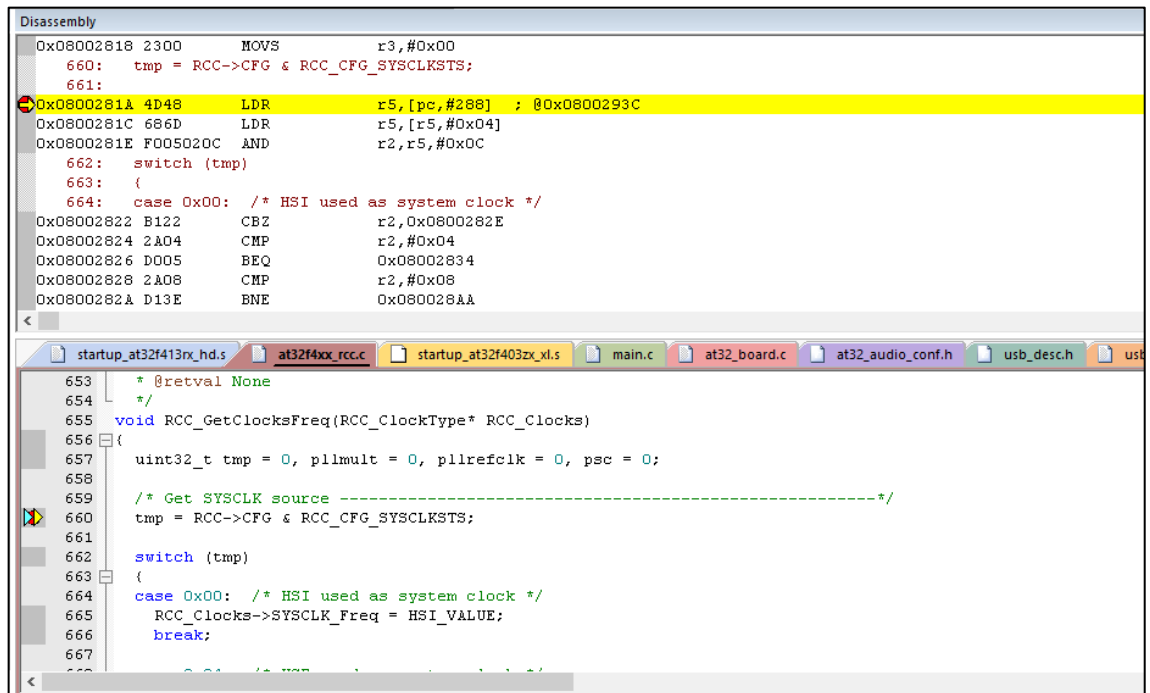 Disassembly
0x08002818 2300 MOVS r3,#0x00
660: tmp = RCC->CFG & RCC_CFG_SYSCLKSTS;
661:
0x0800281A 4D48 LDR r5,[pc,#288] ; @0x0800293C
0x0800281C 686D LDR r5,[r5,#0x04]
0x0800281E F005020C AND r2,r5,#0x0C
662: switch (tmp)
663: {
664: case 0x00: /* HSI used as system clock */
0x08002822 B122 CBZ r2,0x0800282E
0x08002824 2A04 CMP r2,#0x04
0x08002826 D005 BEQ 0x08002834
0x08002828 2A08 CMP r2,#0x08
0x0800282A D13E BNE 0x080028AA
startup_at32f413rx_hd.s at32f4xx_rcc.c startup_at32f403zx_xl.s main.c at32_board.c at32_audio_conf.h usb_desc.h usb
653 * @retval None
654 */
655 void RCC_GetClocksFreq(RCC_ClockType* RCC_Clocks)
656 {
657 uint32_t tmp = 0, pllmult = 0, pllrefclk = 0, psc = 0;
658
659 /* Get SYSCLK source -------------------------------------------------------*/
660 tmp = RCC->CFG & RCC_CFG_SYSCLKSTS;
661
662 switch (tmp)
663 {
664 case 0x00: /* HSI used as system clock */
665 RCC_Clocks->SYSCLK_Freq = HSI_VALUE;
666 break;
667